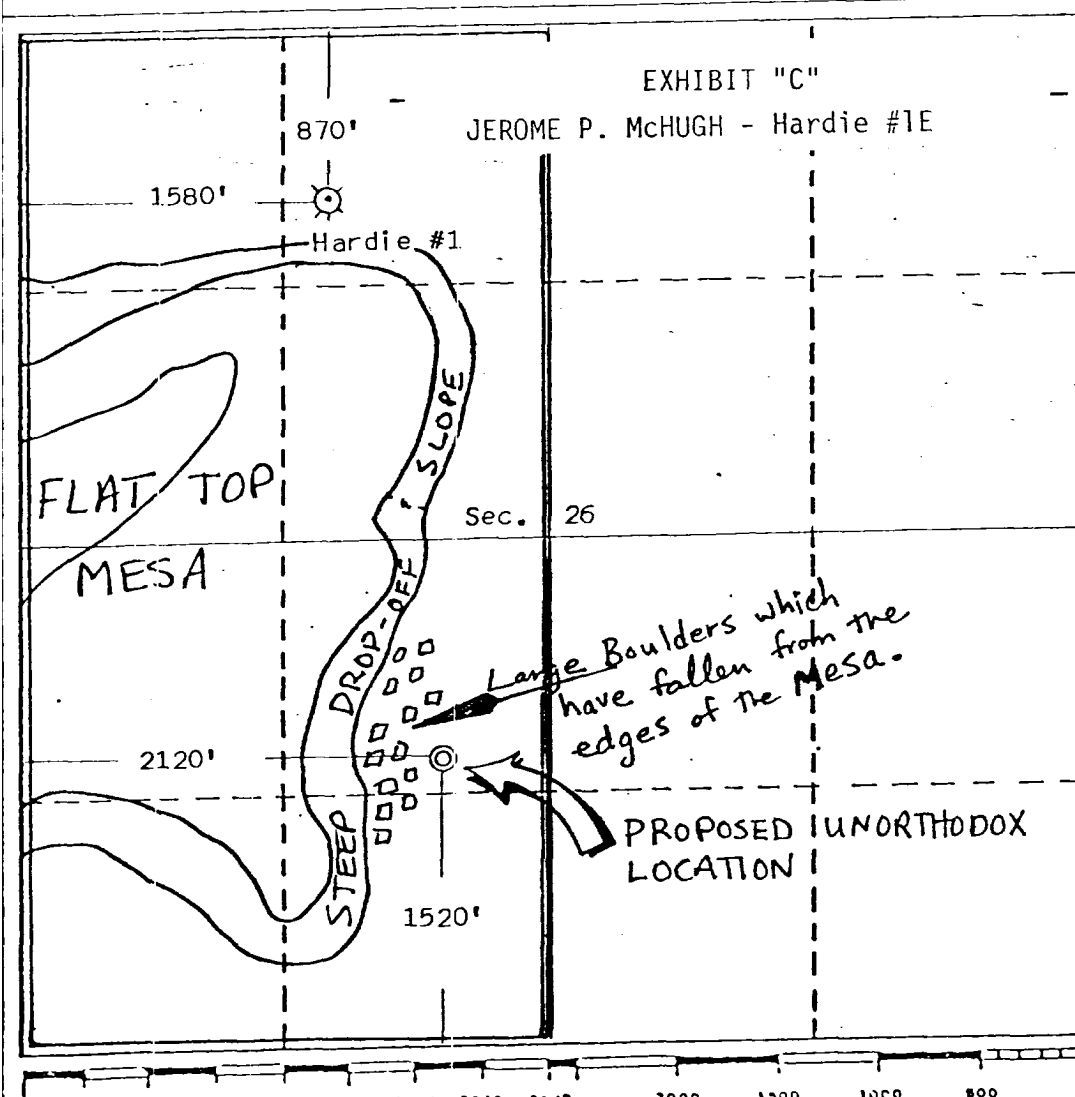 EXHIBIT "C"
JEROME P. McHUGH - Hardie #1E
870'
1580'
Hardie #1
FLAT TOP
MESA
STEEP DROP-OFF & SLOPE
Sec. 26
Large Boulders which
have fallen from the
edges of the Mesa.
2120'
PROPOSED UNORTHODOX
LOCATION
1520'